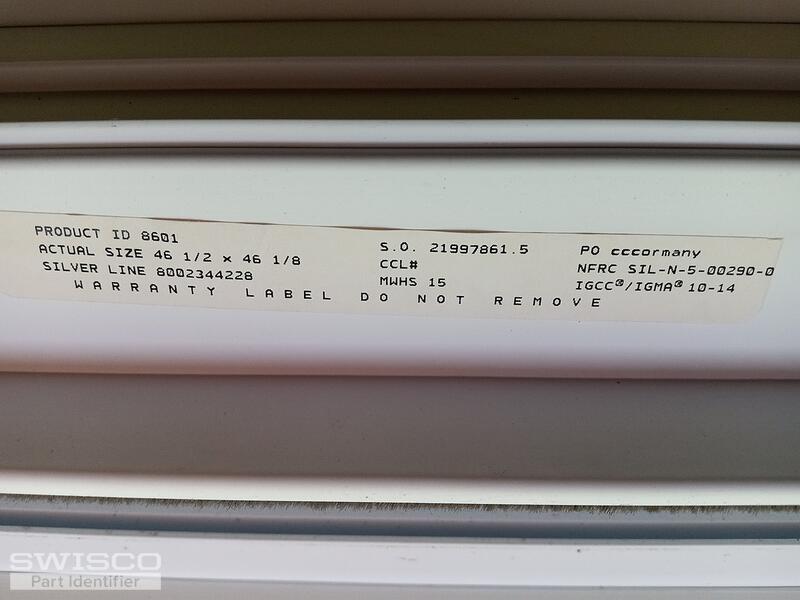 PRODUCT ID 8601
ACTUAL SIZE 46 1/2 x 46 1/8
SILVER LINE 8002344228
S.O. 21997861.5
CCL#
MWHS 15
PO cccormany
NFRC SIL-N-5-00290-0
IGCC®/IGMA® 10-14
WARRANTY LABEL DO NOT REMOVE
SWISCO
Part Identifier